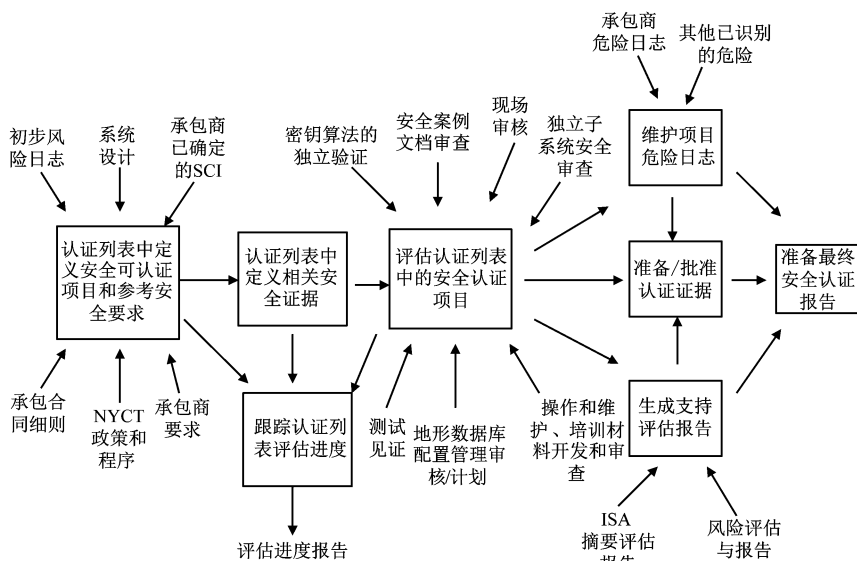 承包商
危险日志
其他已识别
的危险
初步风
险日志
系统
设计
承包商
已确定
的SCI
密钥算法的
独立验证
安全案例
文档审查
现场
审核
独立子
系统安全
审查
维护项目
危险日志
认证列表中定
义安全可认证
项目和参考安
全要求
认证列表中
定义相关安
全证据
评估认证列表
中的安全认证
项目
准备/批准
认证证据
准备最终
安全认证
报告
承包合
同细则
NYCT
政策和
程序
承包商
要求
跟踪认证列
表评估进度
测试
见证
地形数据库
配置管理审
核/计划
操作和维
护、培训材
料开发和审
查
生成支持
评估报告
评估进度报告
ISA
摘要评估
报告
风险评估
与报告